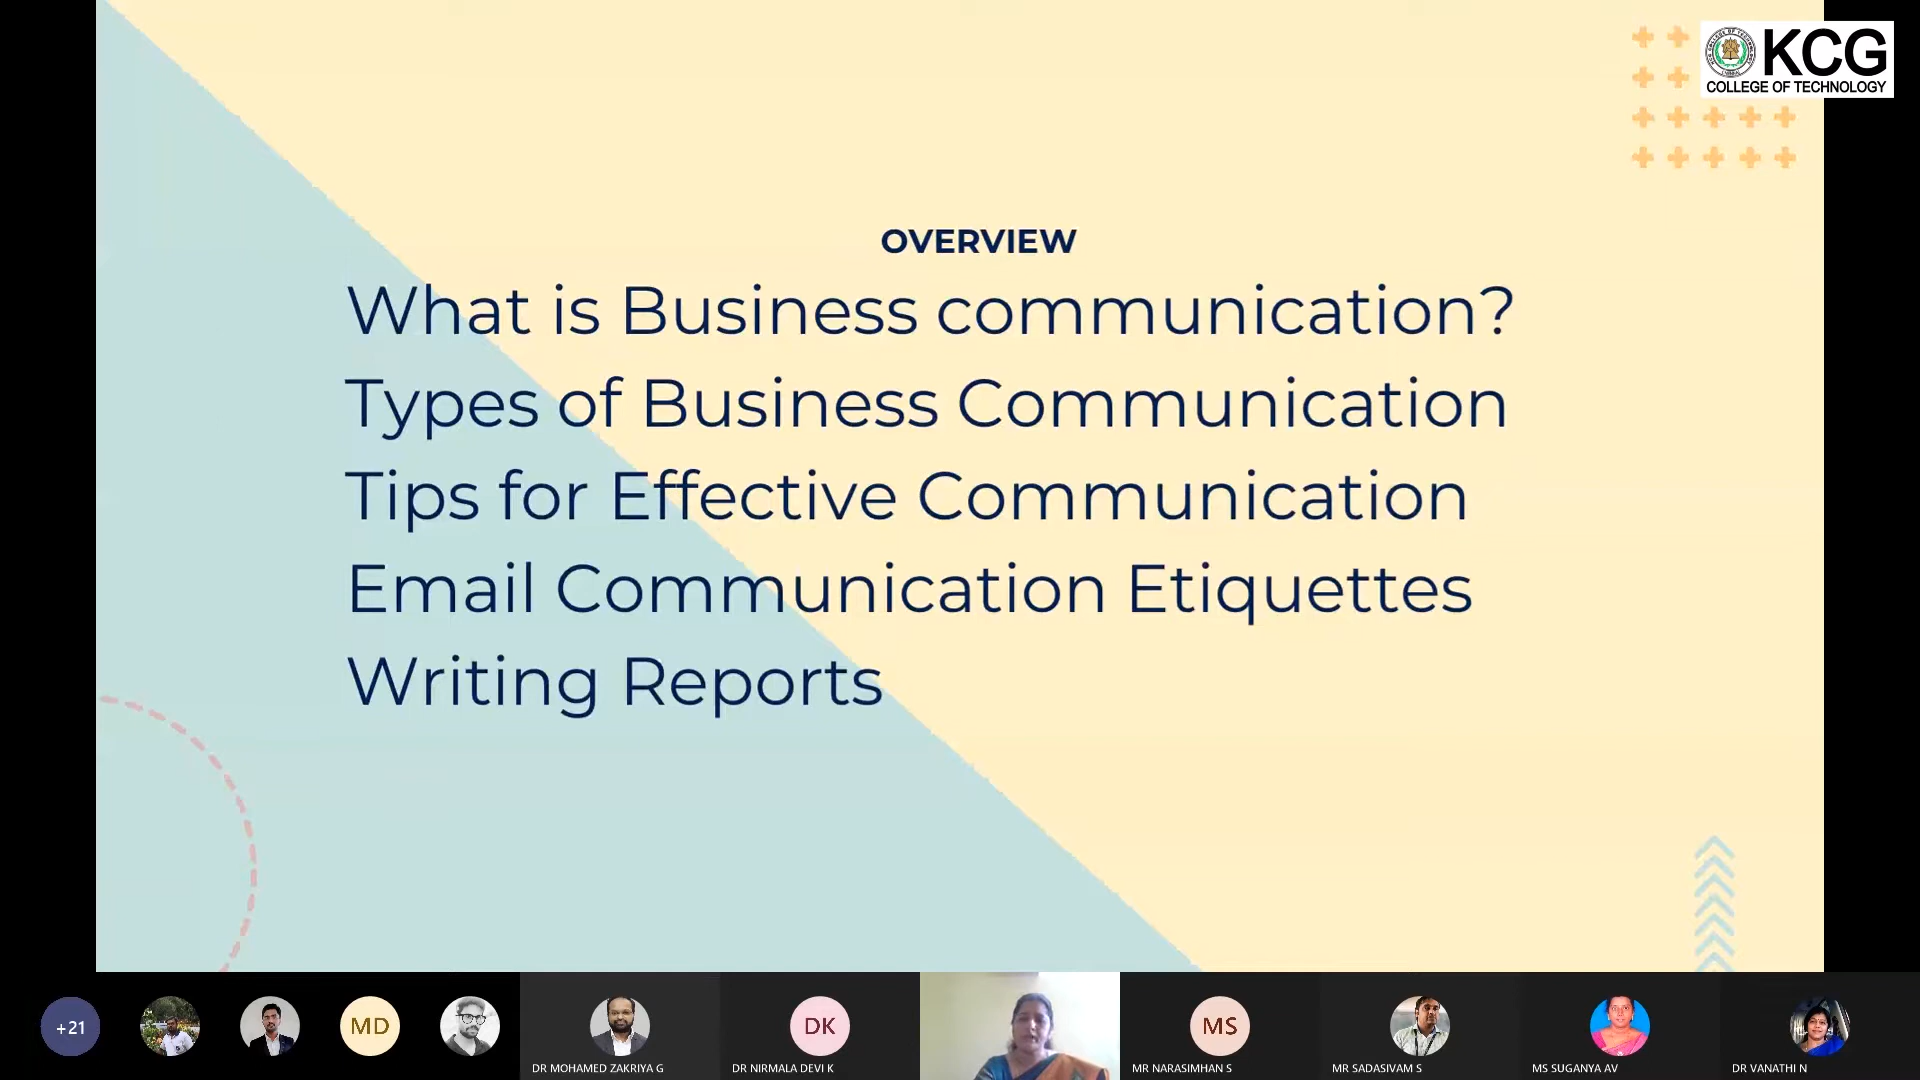 KCG
COLLEGE OF TECHNOLOGY
OVERVIEW
What is Business communication?
Types of Business Communication
Tips for Effective Communication
Email Communication Etiquettes
Writing Reports
+21
MD
DR MOHAMED ZAKRIYA G
DK
DR NIRMALA DEVI K
MS
MR NARASIMHAN S
MR SADASIVAM S
MS SUGANYA AV
DR VANATHI N